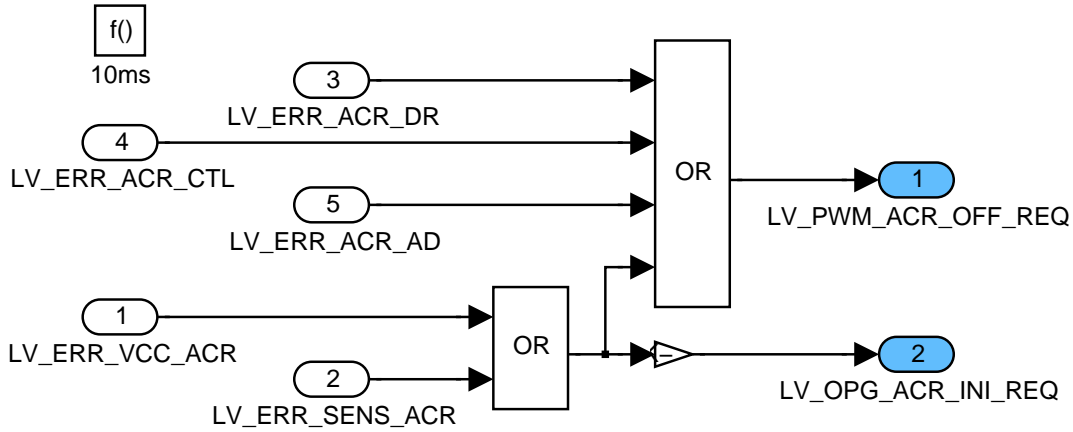 f()
10ms
3
LV_ERR_ACR_DR
4
LV_ERR_ACR_CTL
OR
1
LV_PWM_ACR_OFF_REQ
5
LV_ERR_ACR_AD
1
LV_ERR_VCC_ACR
OR
−
2
LV_OPG_ACR_INI_REQ
2
LV_ERR_SENS_ACR